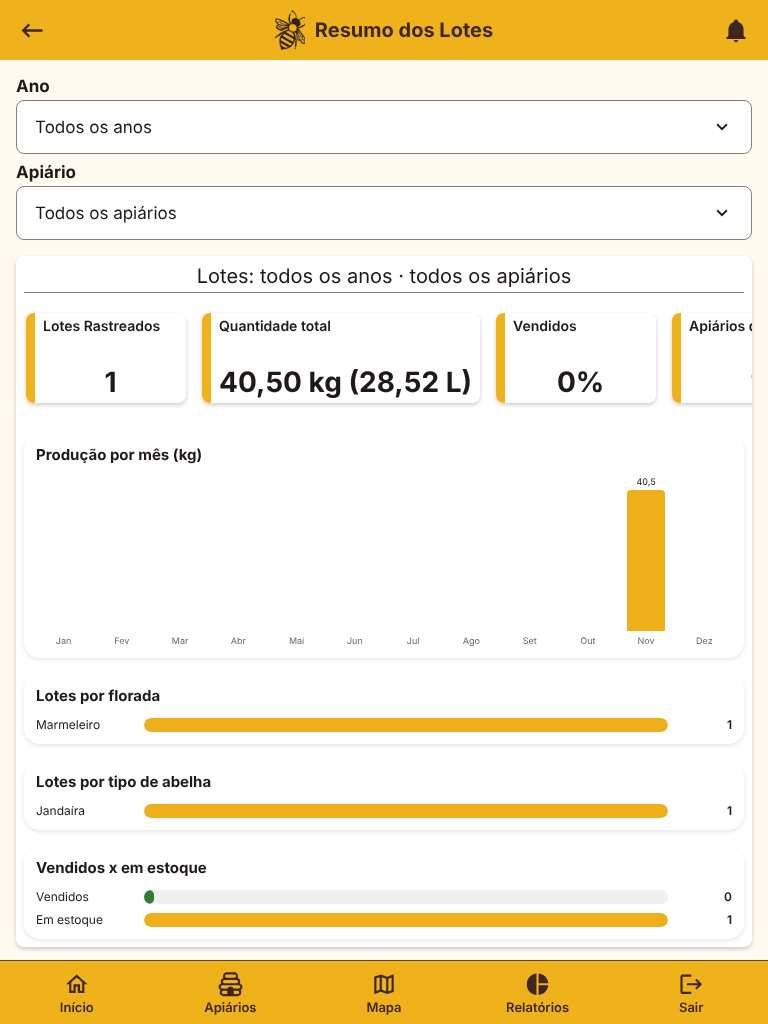 Resumo dos Lotes
Ano
Todos os anos
Apiário
Todos os apiários
Lotes: todos os anos · todos os apiários
Lotes Rastreados
1
Quantidade total
40,50 kg (28,52 L)
Vendidos
0%
Apiários
Produção por mês (kg)
40,5
Jan Fev Mar Abr Mai Jun Jul Ago Set Out Nov Dez
Lotes por florada
Marmeleiro 1
Lotes por tipo de abelha
Jandaíra 1
Vendidos x em estoque
Vendidos 0
Em estoque 1
Início Apiários Mapa Relatórios Sair